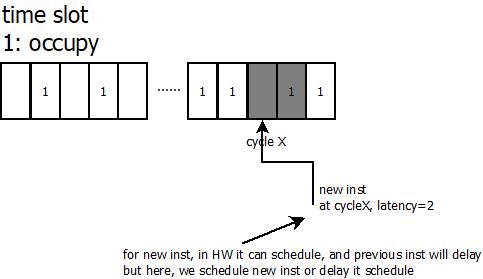 time slot
1: occupy
1 1 ...... 1 1 1 1
cycle X
new inst
at cycleX, latency=2
for new inst, in HW it can schedule, and previous inst will delay
but here, we schedule new inst or delay it schedule